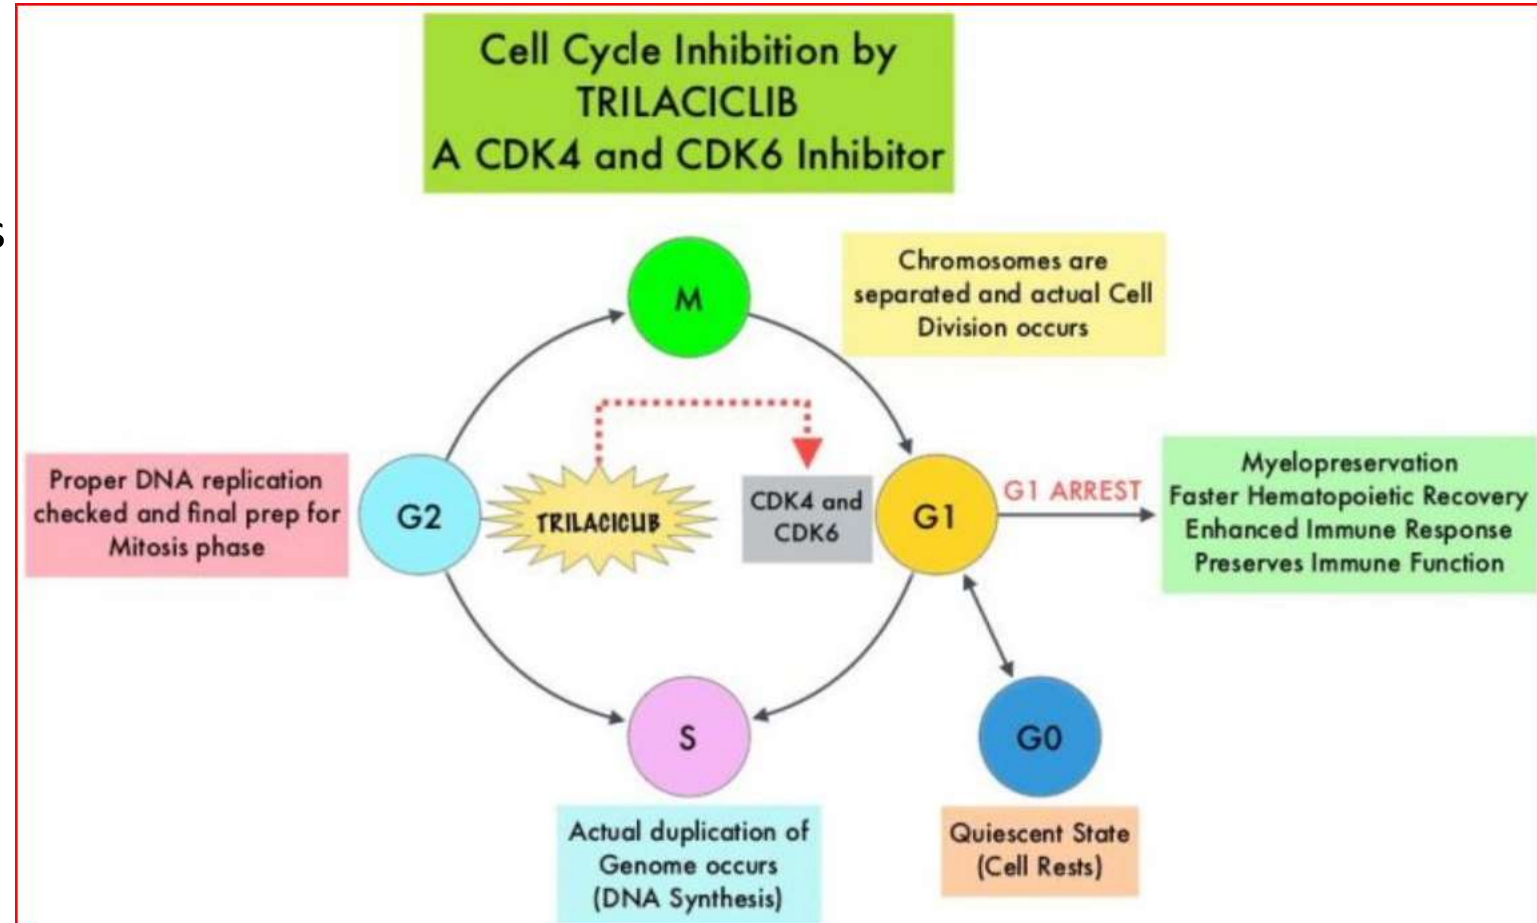 Cell Cycle Inhibition by
TRILACICLIB
A CDK4 and CDK6 Inhibitor
s
M
Chromosomes are
separated and actual Cell
Division occurs
Proper DNA replication
checked and final prep for
Mitosis phase
G2
TRILACICLIB
CDK4 and
CDK6
G1
G1 ARREST
Myelopreservation
Faster Hematopoietic Recovery
Enhanced Immune Response
Preserves Immune Function
S
G0
Actual duplication of
Genome occurs
(DNA Synthesis)
Quiescent State
(Cell Rests)